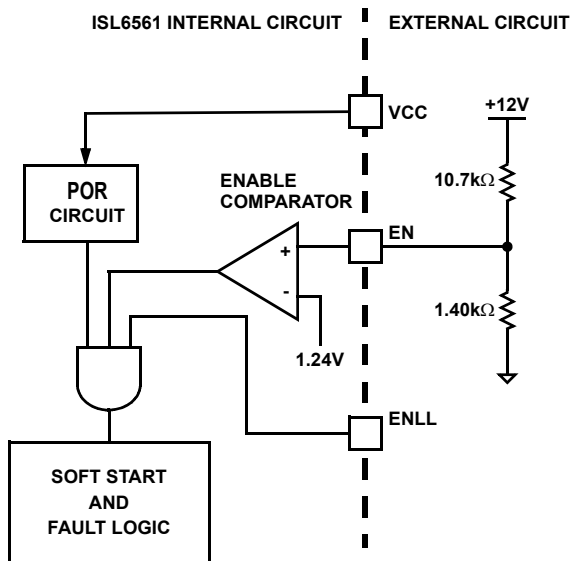 ISL6561 INTERNAL CIRCUIT
EXTERNAL CIRCUIT
VCC
+12V
POR
CIRCUIT
ENABLE
COMPARATOR
10.7kΩ
EN
+
-
1.24V
1.40kΩ
ENLL
SOFT START
AND
FAULT LOGIC